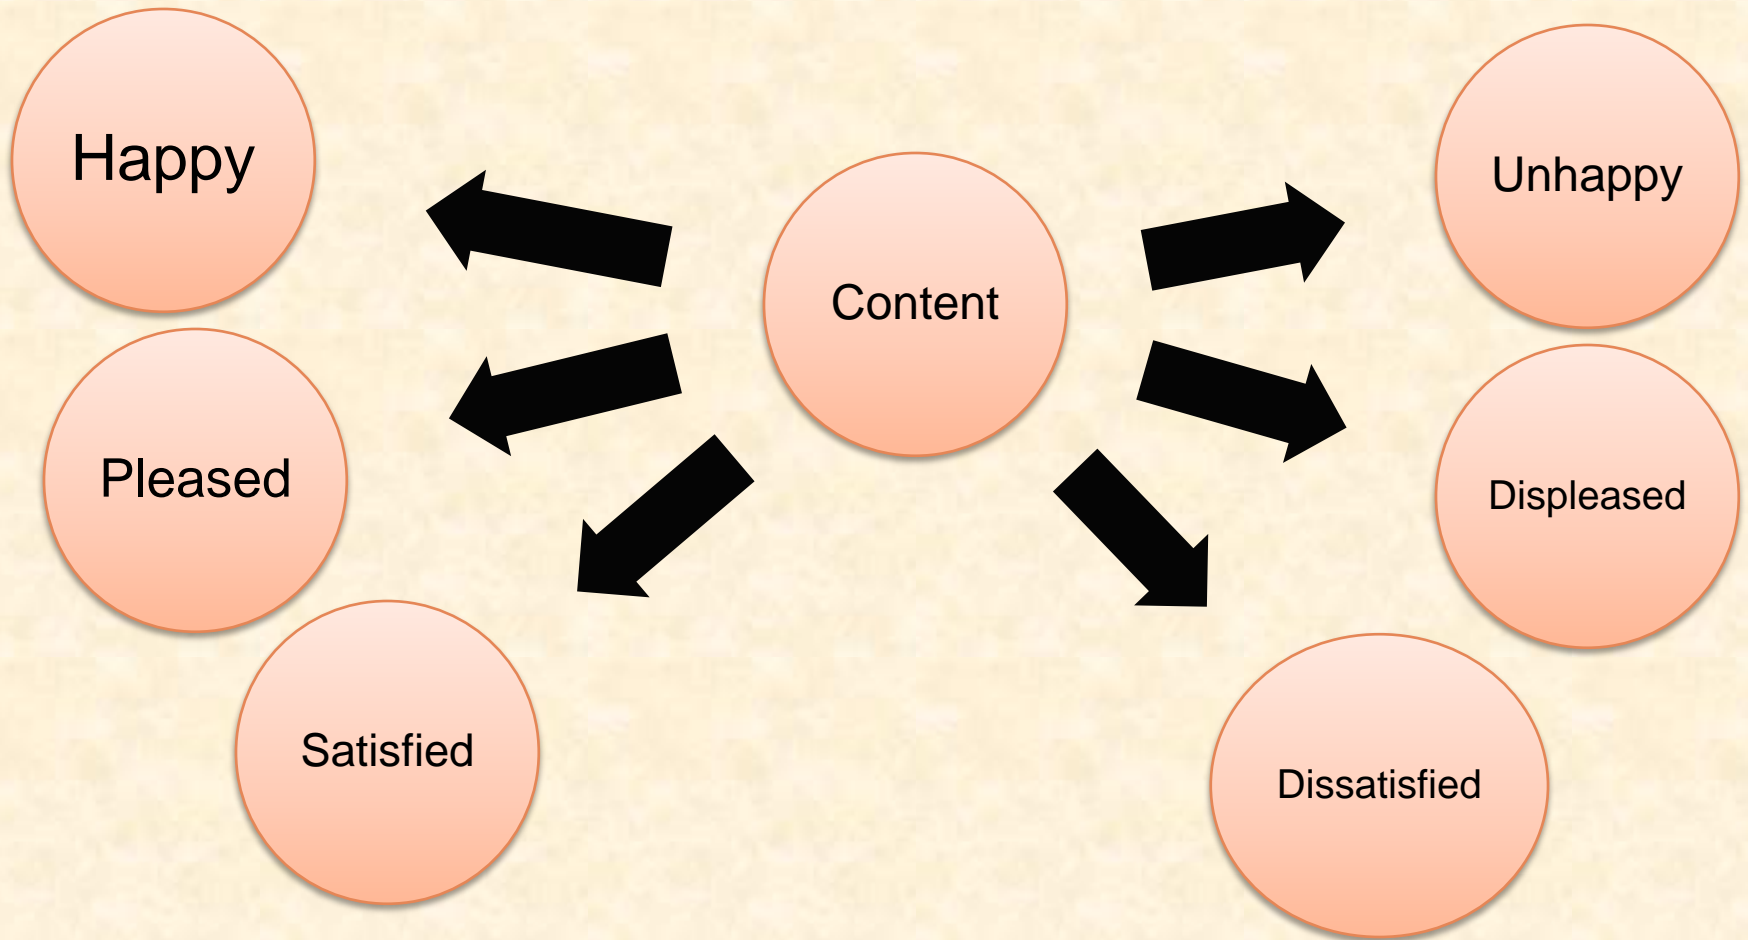 Happy
Unhappy
Content
Pleased
Displeased
Satisfied
Dissatisfied